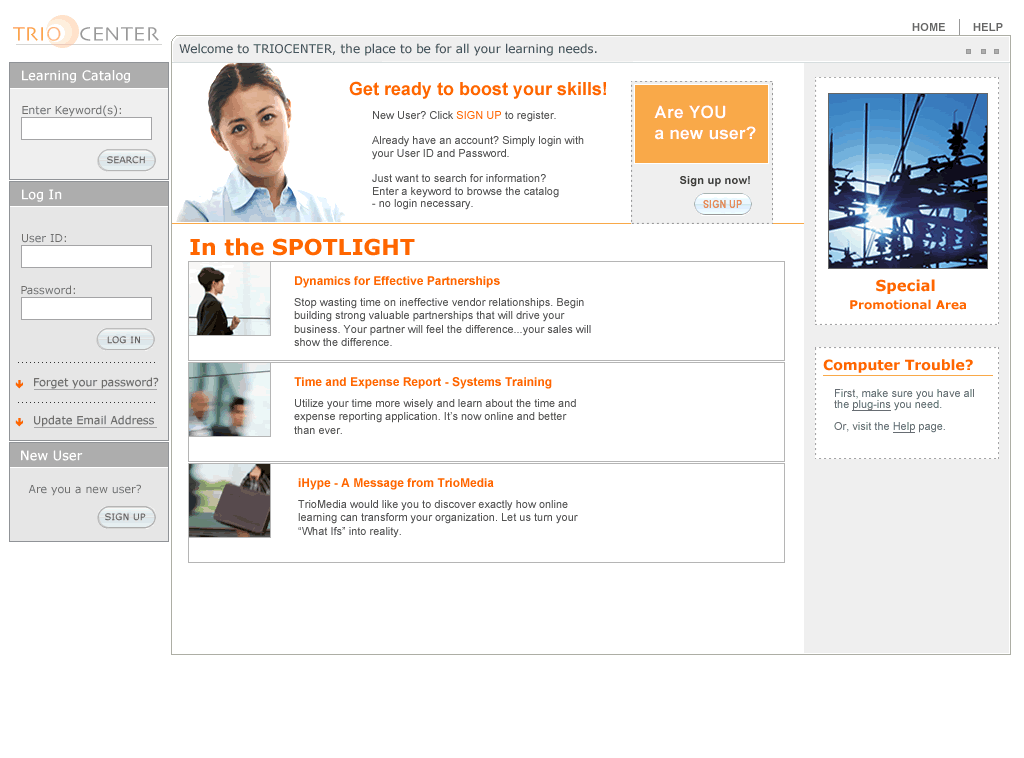 TRIOCENTER
HOME
HELP
Welcome to TRIOCENTER, the place to be for all your learning needs.
Learning Catalog
Enter Keyword(s):
SEARCH
Log In
User ID:
Password:
LOG IN
Forget your password?
Update Email Address
New User
Are you a new user?
SIGN UP
Get ready to boost your skills!
New User? Click SIGN UP to register.
Already have an account? Simply login with
your User ID and Password.
Just want to search for information?
Enter a keyword to browse the catalog
- no login necessary.
Are YOU
a new user?
Sign up now!
SIGN UP
In the SPOTLIGHT
Dynamics for Effective Partnerships
Stop wasting time on ineffective vendor relationships. Begin
building strong valuable partnerships that will drive your
business. Your partner will feel the difference...your sales will
show the difference.
Time and Expense Report - Systems Training
Utilize your time more wisely and learn about the time and
expense reporting application. It's now online and better
than ever.
iHype - A Message from TrioMedia
TrioMedia would like you to discover exactly how online
learning can transform your organization. Let us turn your
“What Ifs” into reality.
Special
Promotional Area
Computer Trouble?
First, make sure you have all
the plug-ins you need.
Or, visit the Help page.